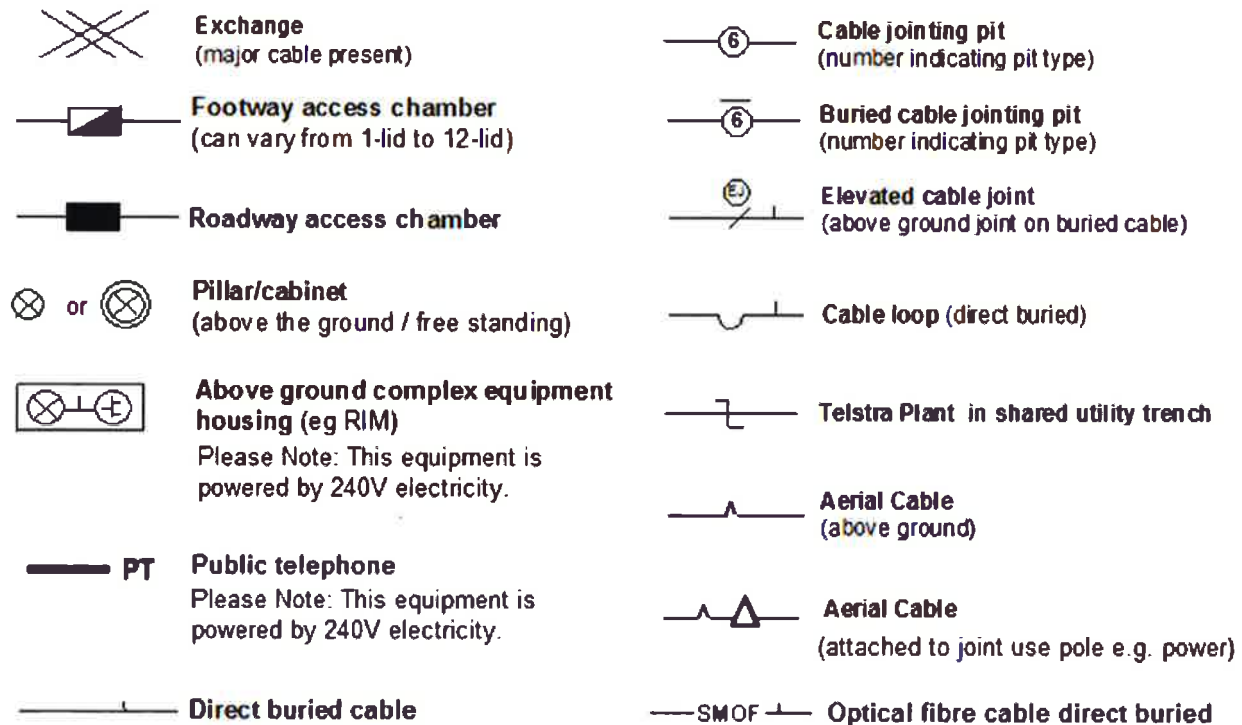 Exchange
(major cable present)
Footway access chamber
(can vary from 1-lid to 12-lid)
Roadway access chamber
or
Pillar/cabinet
(above the ground / free standing)
Above ground complex equipment
housing (eg RIM)
Please Note: This equipment is
powered by 240V electricity.
PT
Public telephone
Please Note: This equipment is
powered by 240V electricity.
Direct buried cable
6
Cable jointing pit
(number indicating pit type)
6
Buried cable jointing pit
(number indicating pit type)
EJ
Elevated cable joint
(above ground joint on buried cable)
Cable loop (direct buried)
Telstra Plant in shared utility trench
Aerial Cable
(above ground)
Aerial Cable
(attached to joint use pole e.g. power)
SMOF
Optical fibre cable direct buried